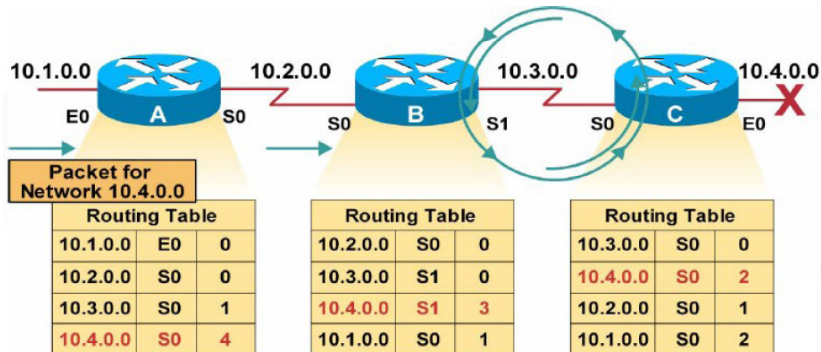 10.1.0.0 10.2.0.0 10.3.0.0 10.4.0.0
A B C
E0 S0 S0 S1 S0 E0
X
Packet for
Network 10.4.0.0
Routing Table
10.1.0.0 E0 0
10.2.0.0 S0 0
10.3.0.0 S0 1
10.4.0.0 S0 4
Routing Table
10.2.0.0 S0 0
10.3.0.0 S1 0
10.4.0.0 S1 3
10.1.0.0 S0 1
Routing Table
10.3.0.0 S0 0
10.4.0.0 S0 2
10.2.0.0 S0 1
10.1.0.0 S0 2